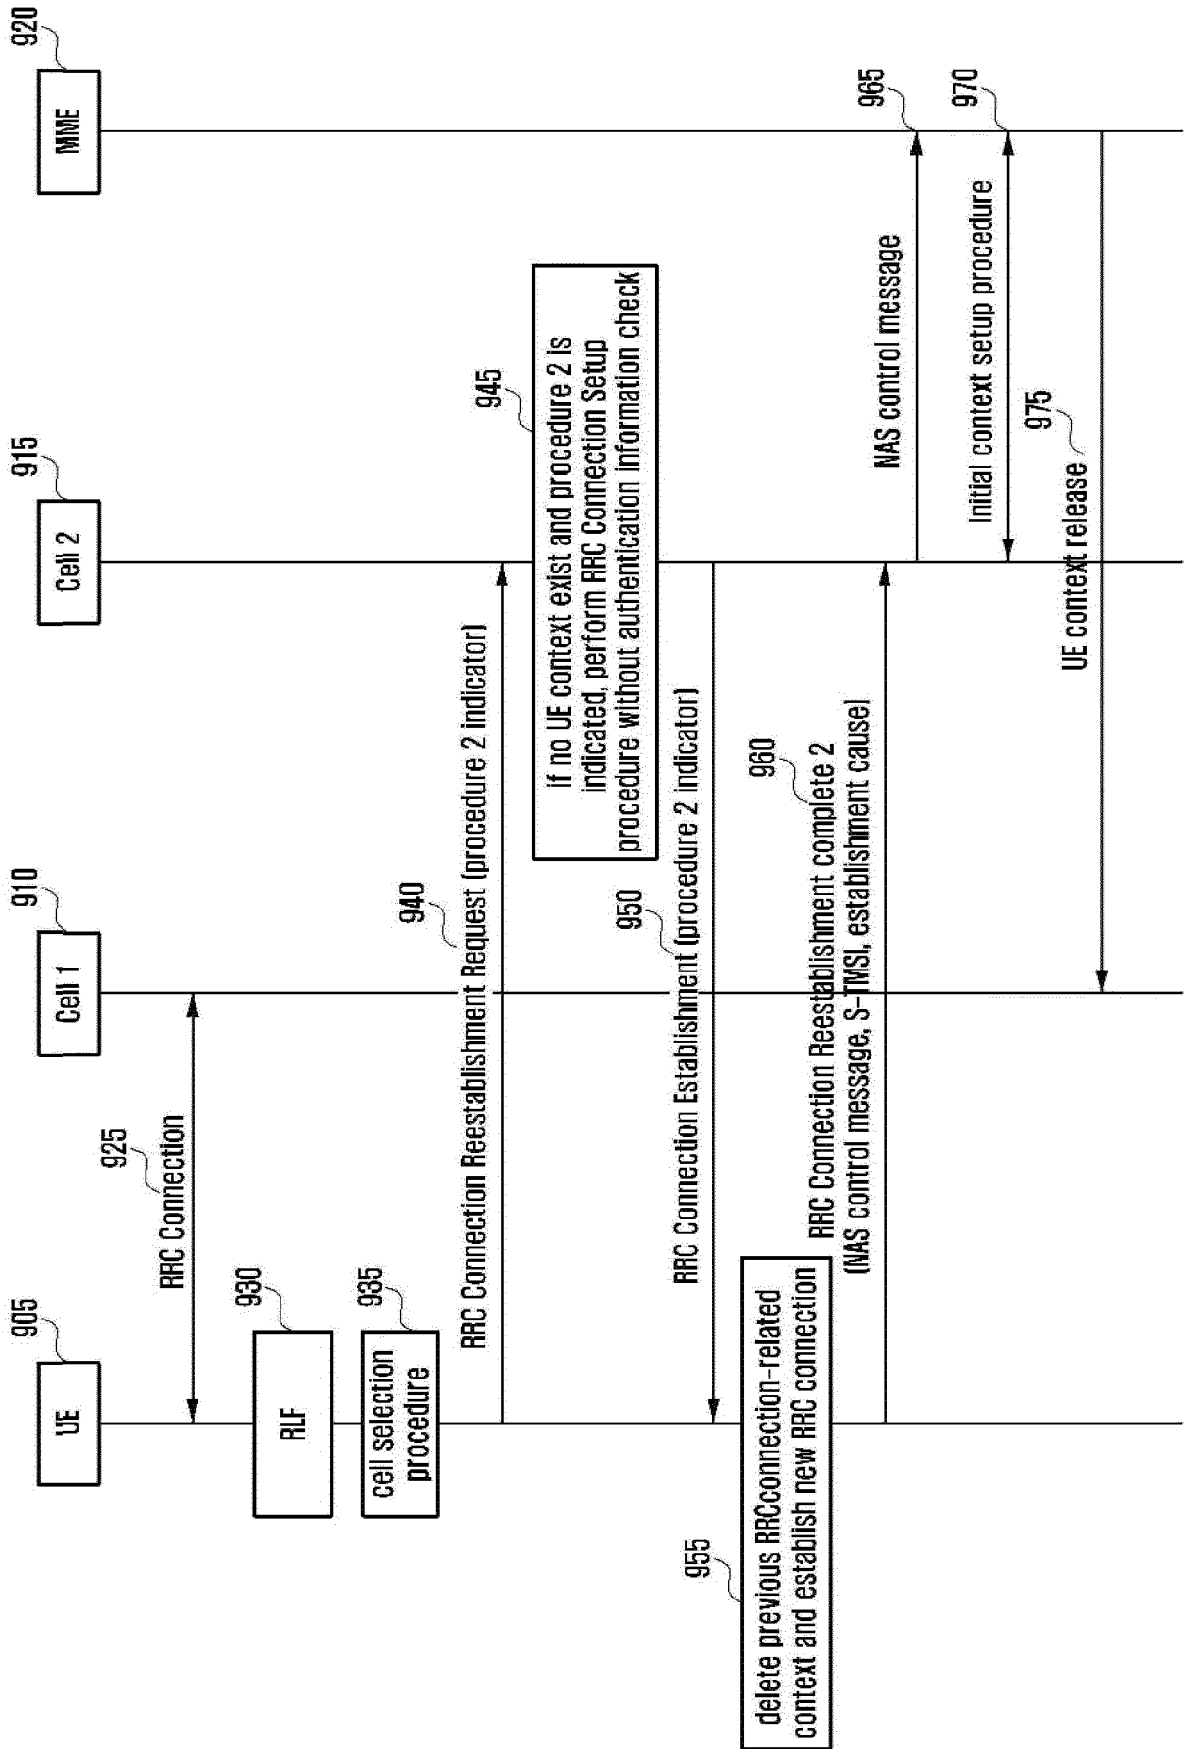 905
UE
910
Cell 1
915
Cell 2
920
MME
925
RRC Connection
930
RLF
935
cell selection
procedure
940
RRC Connection Reestablishment Request (procedure 2 indicator)
945
if no UE context exist and procedure 2 is
indicated, perform RRC Connection Setup
procedure without authentication information check
950
RRC Connection Establishment (procedure 2 indicator)
955
delete previous RRCconnection-related
context and establish new RRC connection
960
RRC Connection Reestablishment complete 2
(NAS control message, S-TMSI, establishment cause)
965
NAS control message
970
Initial context setup procedure
975
UE context release